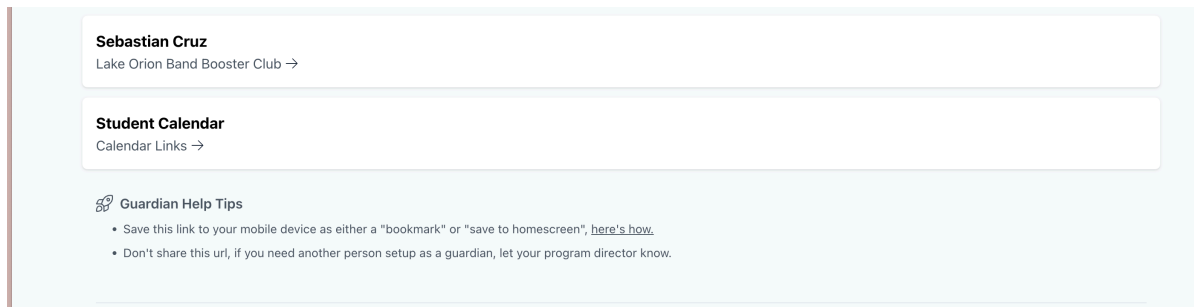 Sebastian Cruz
Lake Orion Band Booster Club →
Student Calendar
Calendar Links →
Guardian Help Tips
• Save this link to your mobile device as either a "bookmark" or "save to homescreen", here's how.
• Don't share this url, if you need another person setup as a guardian, let your program director know.